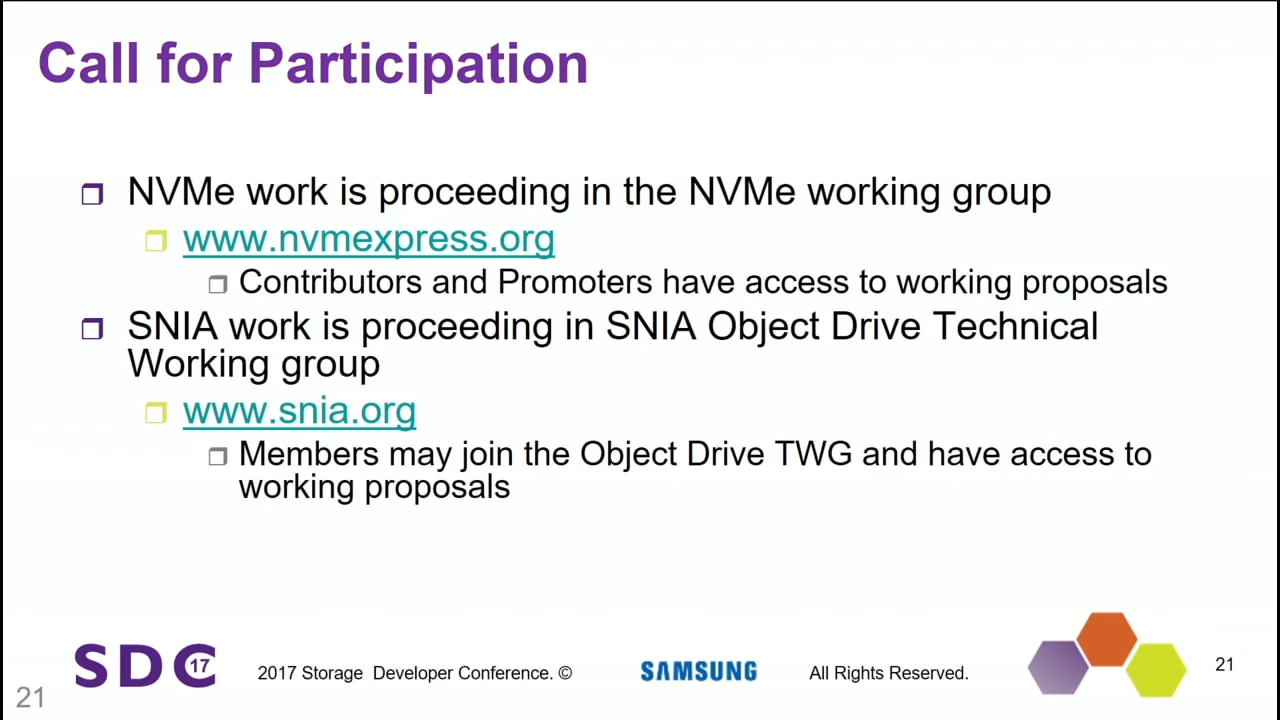 Call for Participation
NVMe work is proceeding in the NVMe working group
www.nvmexpress.org
Contributors and Promoters have access to working proposals
SNIA work is proceeding in SNIA Object Drive Technical
Working group
www.snia.org
Members may join the Object Drive TWG and have access to
working proposals
SDC 17
2017 Storage Developer Conference. ©
SAMSUNG
All Rights Reserved.
21
21